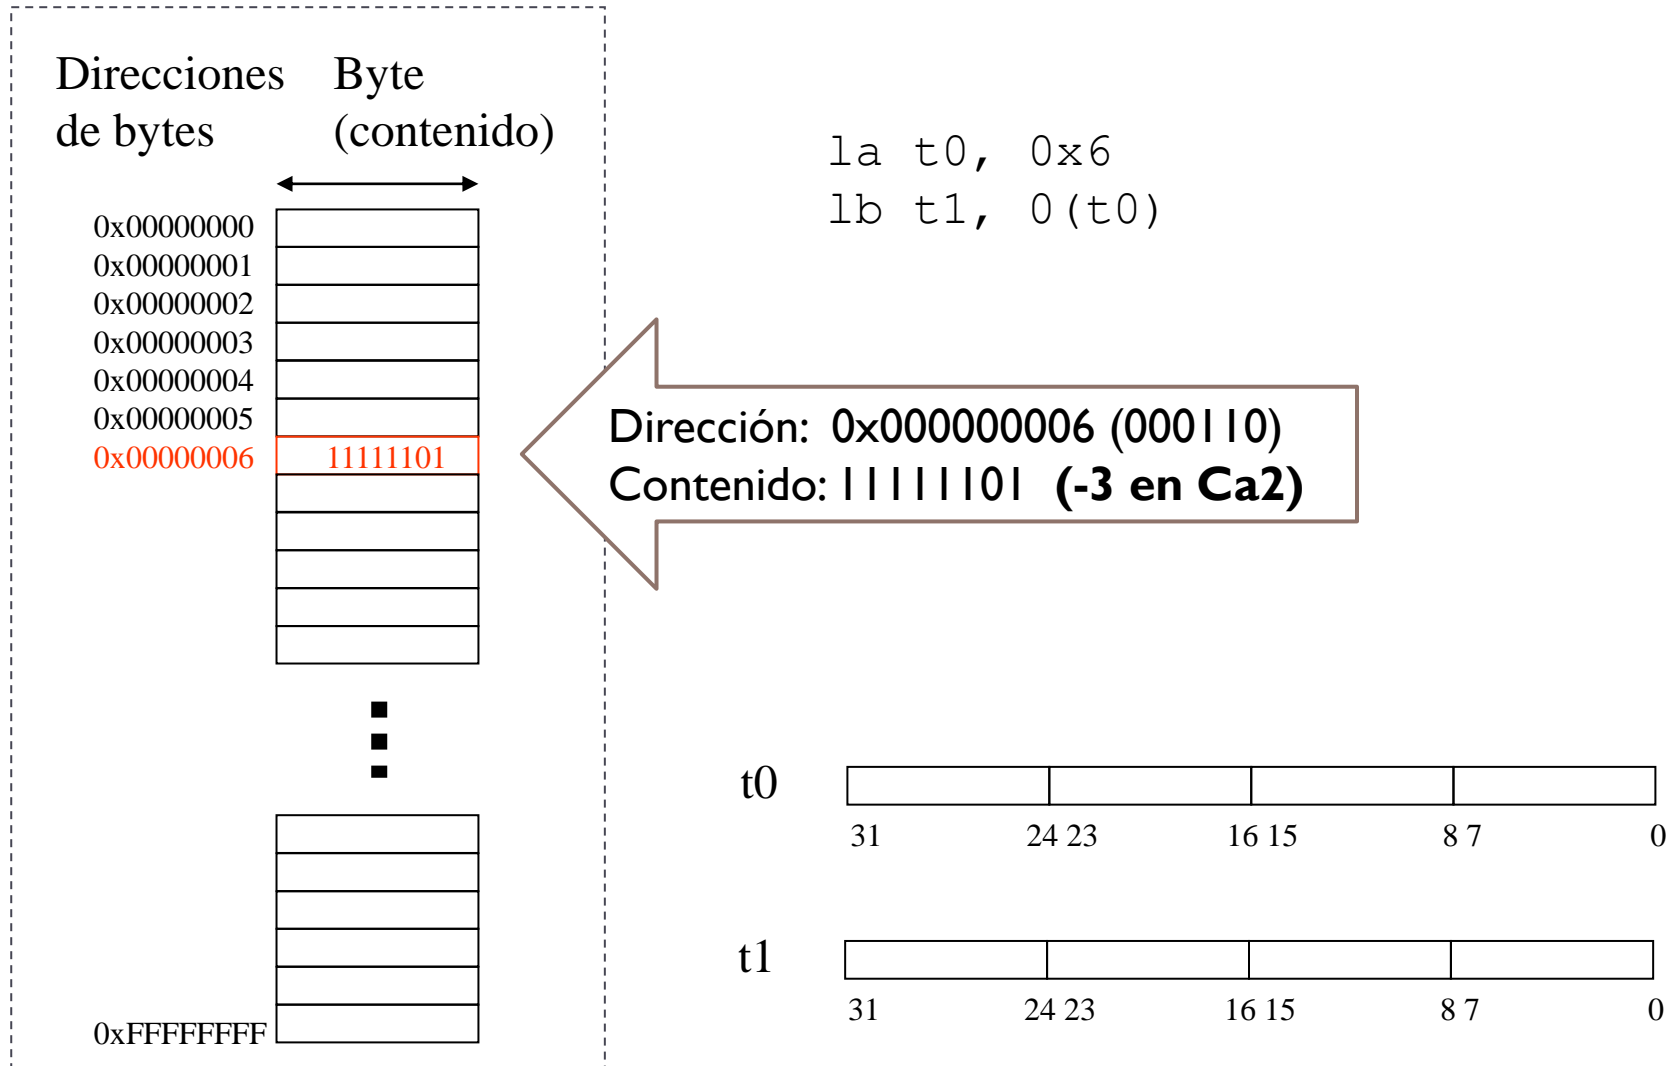 Direcciones de bytes
Byte (contenido)
la t0, 0x6
lb t1, 0(t0)
0x00000000
0x00000001
0x00000002
0x00000003
0x00000004
0x00000005
0x00000006 11111101
Dirección: 0x000000006 (000110)
Contenido: 11111101 (-3 en Ca2)
0xFFFFFFFF
t0
31 24 23 16 15 8 7 0
t1
31 24 23 16 15 8 7 0